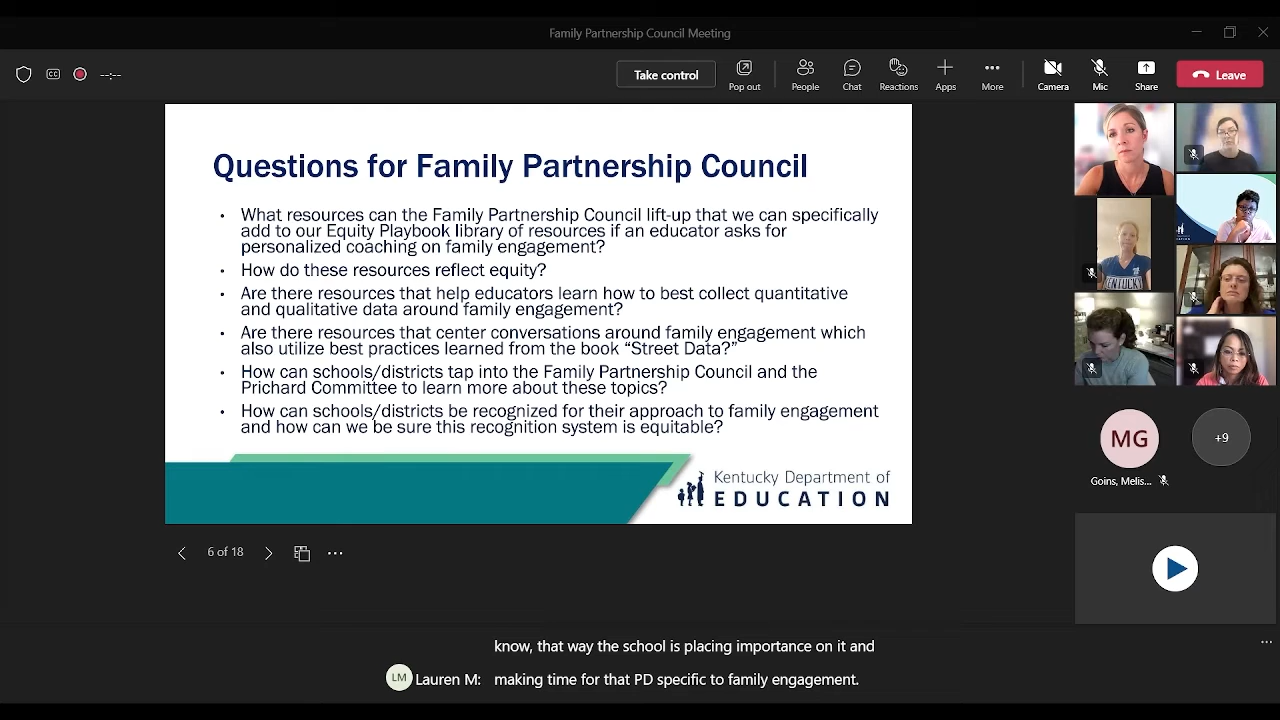 Family Partnership Council Meeting
CC
--:--
Take control
Pop out
People
Chat
Reactions
Apps
More
Camera
Mic
Share
Leave
Questions for Family Partnership Council
• What resources can the Family Partnership Council lift-up that we can specifically
add to our Equity Playbook library of resources if an educator asks for
personalized coaching on family engagement?
• How do these resources reflect equity?
• Are there resources that help educators learn how to best collect quantitative
and qualitative data around family engagement?
• Are there resources that center conversations around family engagement which
also utilize best practices learned from the book “Street Data?”
• How can schools/districts tap into the Family Partnership Council and the
Prichard Committee to learn more about these topics?
• How can schools/districts be recognized for their approach to family engagement
and how can we be sure this recognition system is equitable?
Kentucky Department of
EDUCATION
KENTUCKY
MG
+9
Goins, Melis...
6 of 18
know, that way the school is placing importance on it and
LM Lauren M: making time for that PD specific to family engagement.